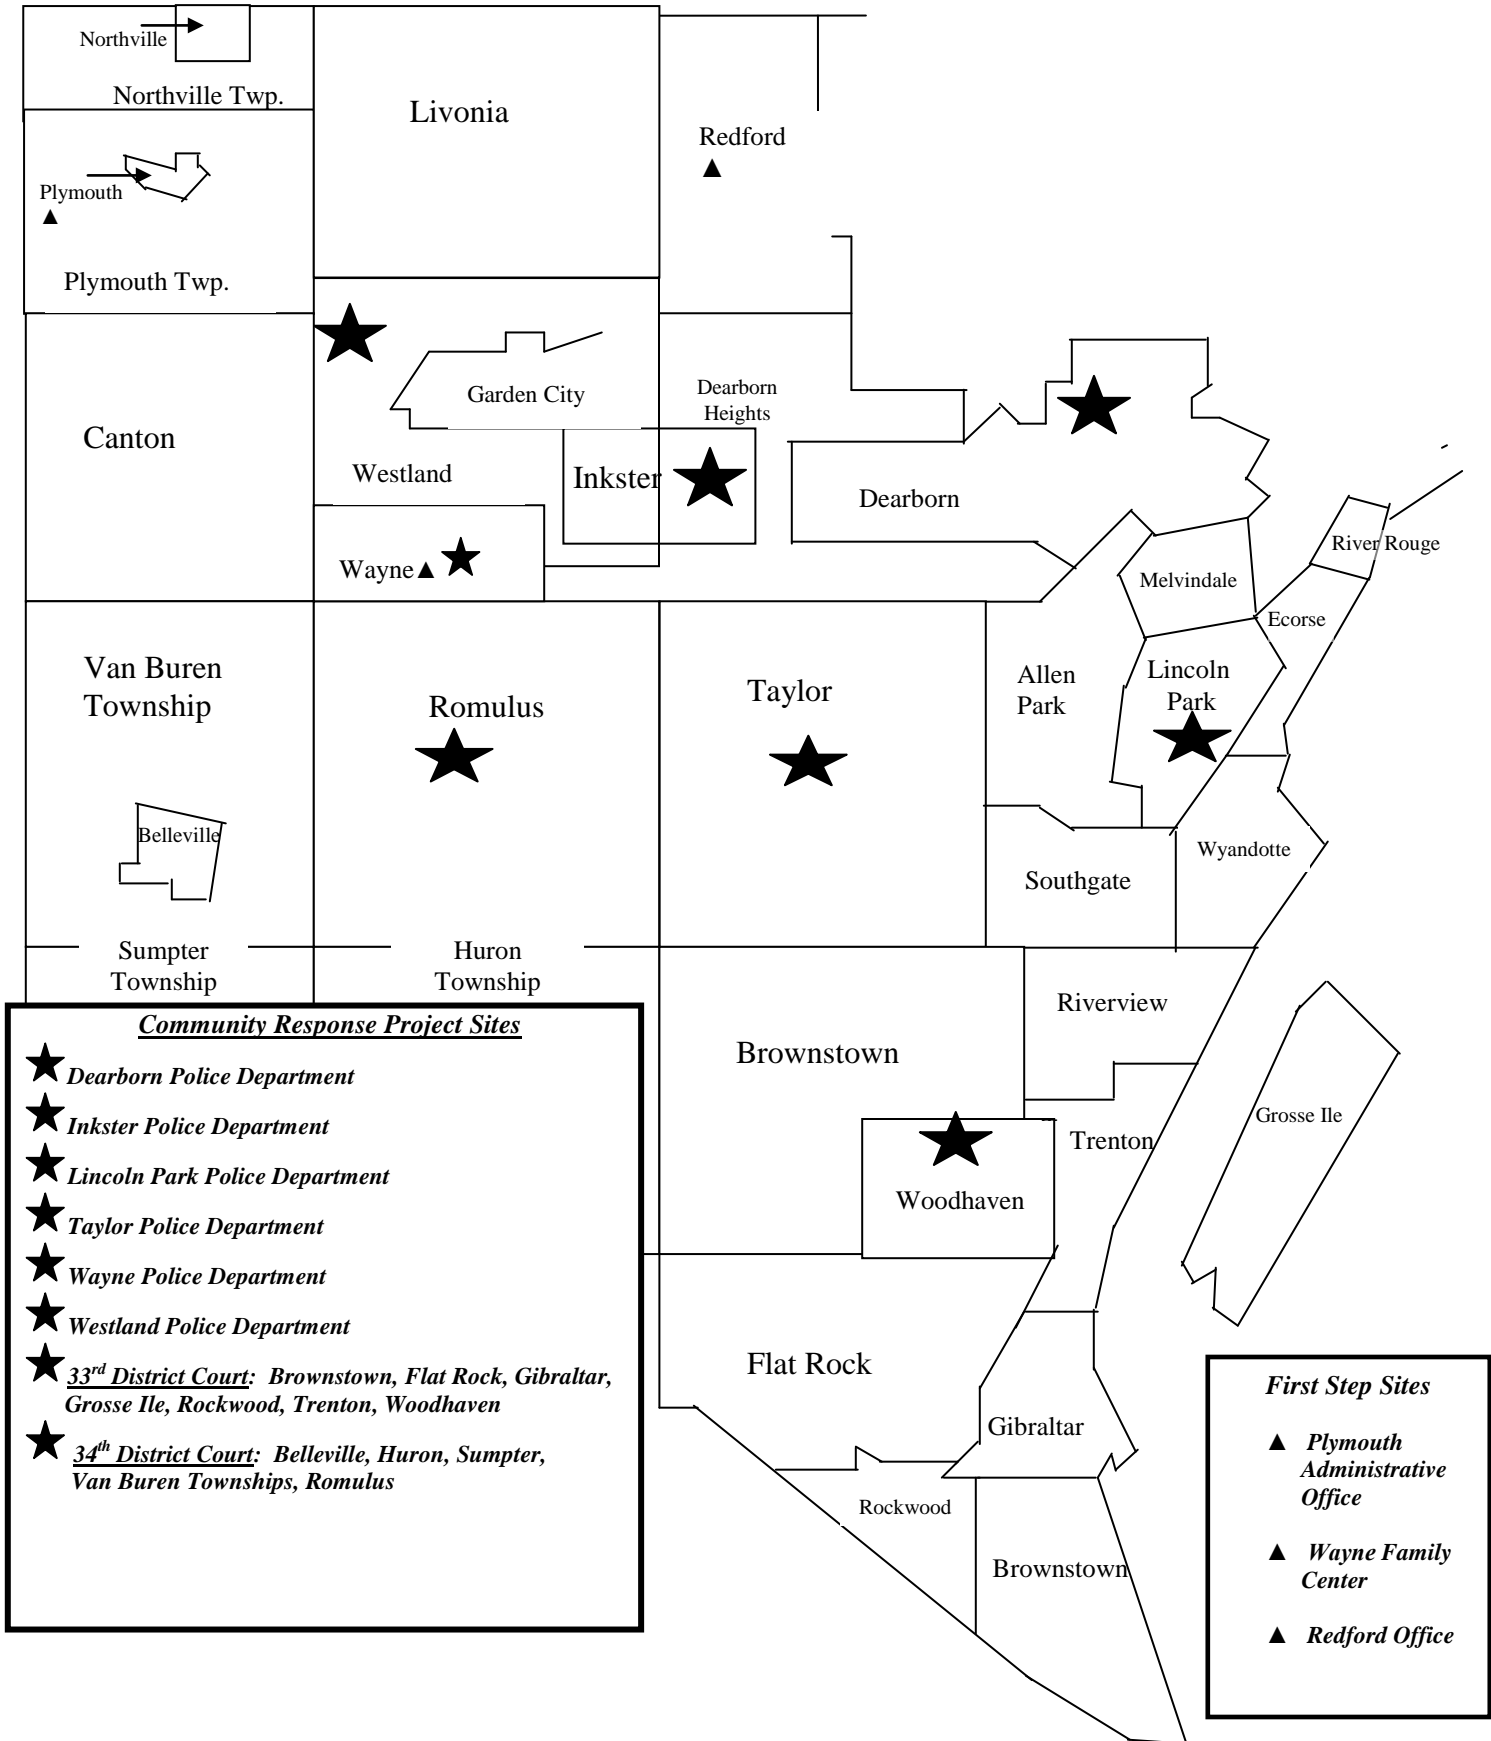 Northville
Northville Twp.
Livonia
Redford
▲
Plymouth
▲
Plymouth Twp.
Canton
Garden City
Dearborn
Heights
Westland
Inkster
Dearborn
Wayne▲
River Rouge
Melvindale
Ecorse
Van Buren
Township
Romulus
Taylor
Allen
Park
Lincoln
Park
Belleville
Wyandotte
Southgate
Sumpter
Township
Huron
Township
Riverview
Brownstown
Grosse Ile
Trenton
Woodhaven
Flat Rock
Gibraltar
Rockwood
Brownstown
Community Response Project Sites
★ Dearborn Police Department
★ Inkster Police Department
★ Lincoln Park Police Department
★ Taylor Police Department
★ Wayne Police Department
★ Westland Police Department
★ 33rd District Court: Brownstown, Flat Rock, Gibraltar,
Grosse Ile, Rockwood, Trenton, Woodhaven
★ 34th District Court: Belleville, Huron, Sumpter,
Van Buren Townships, Romulus
First Step Sites
▲ Plymouth
Administrative
Office
▲ Wayne Family
Center
▲ Redford Office